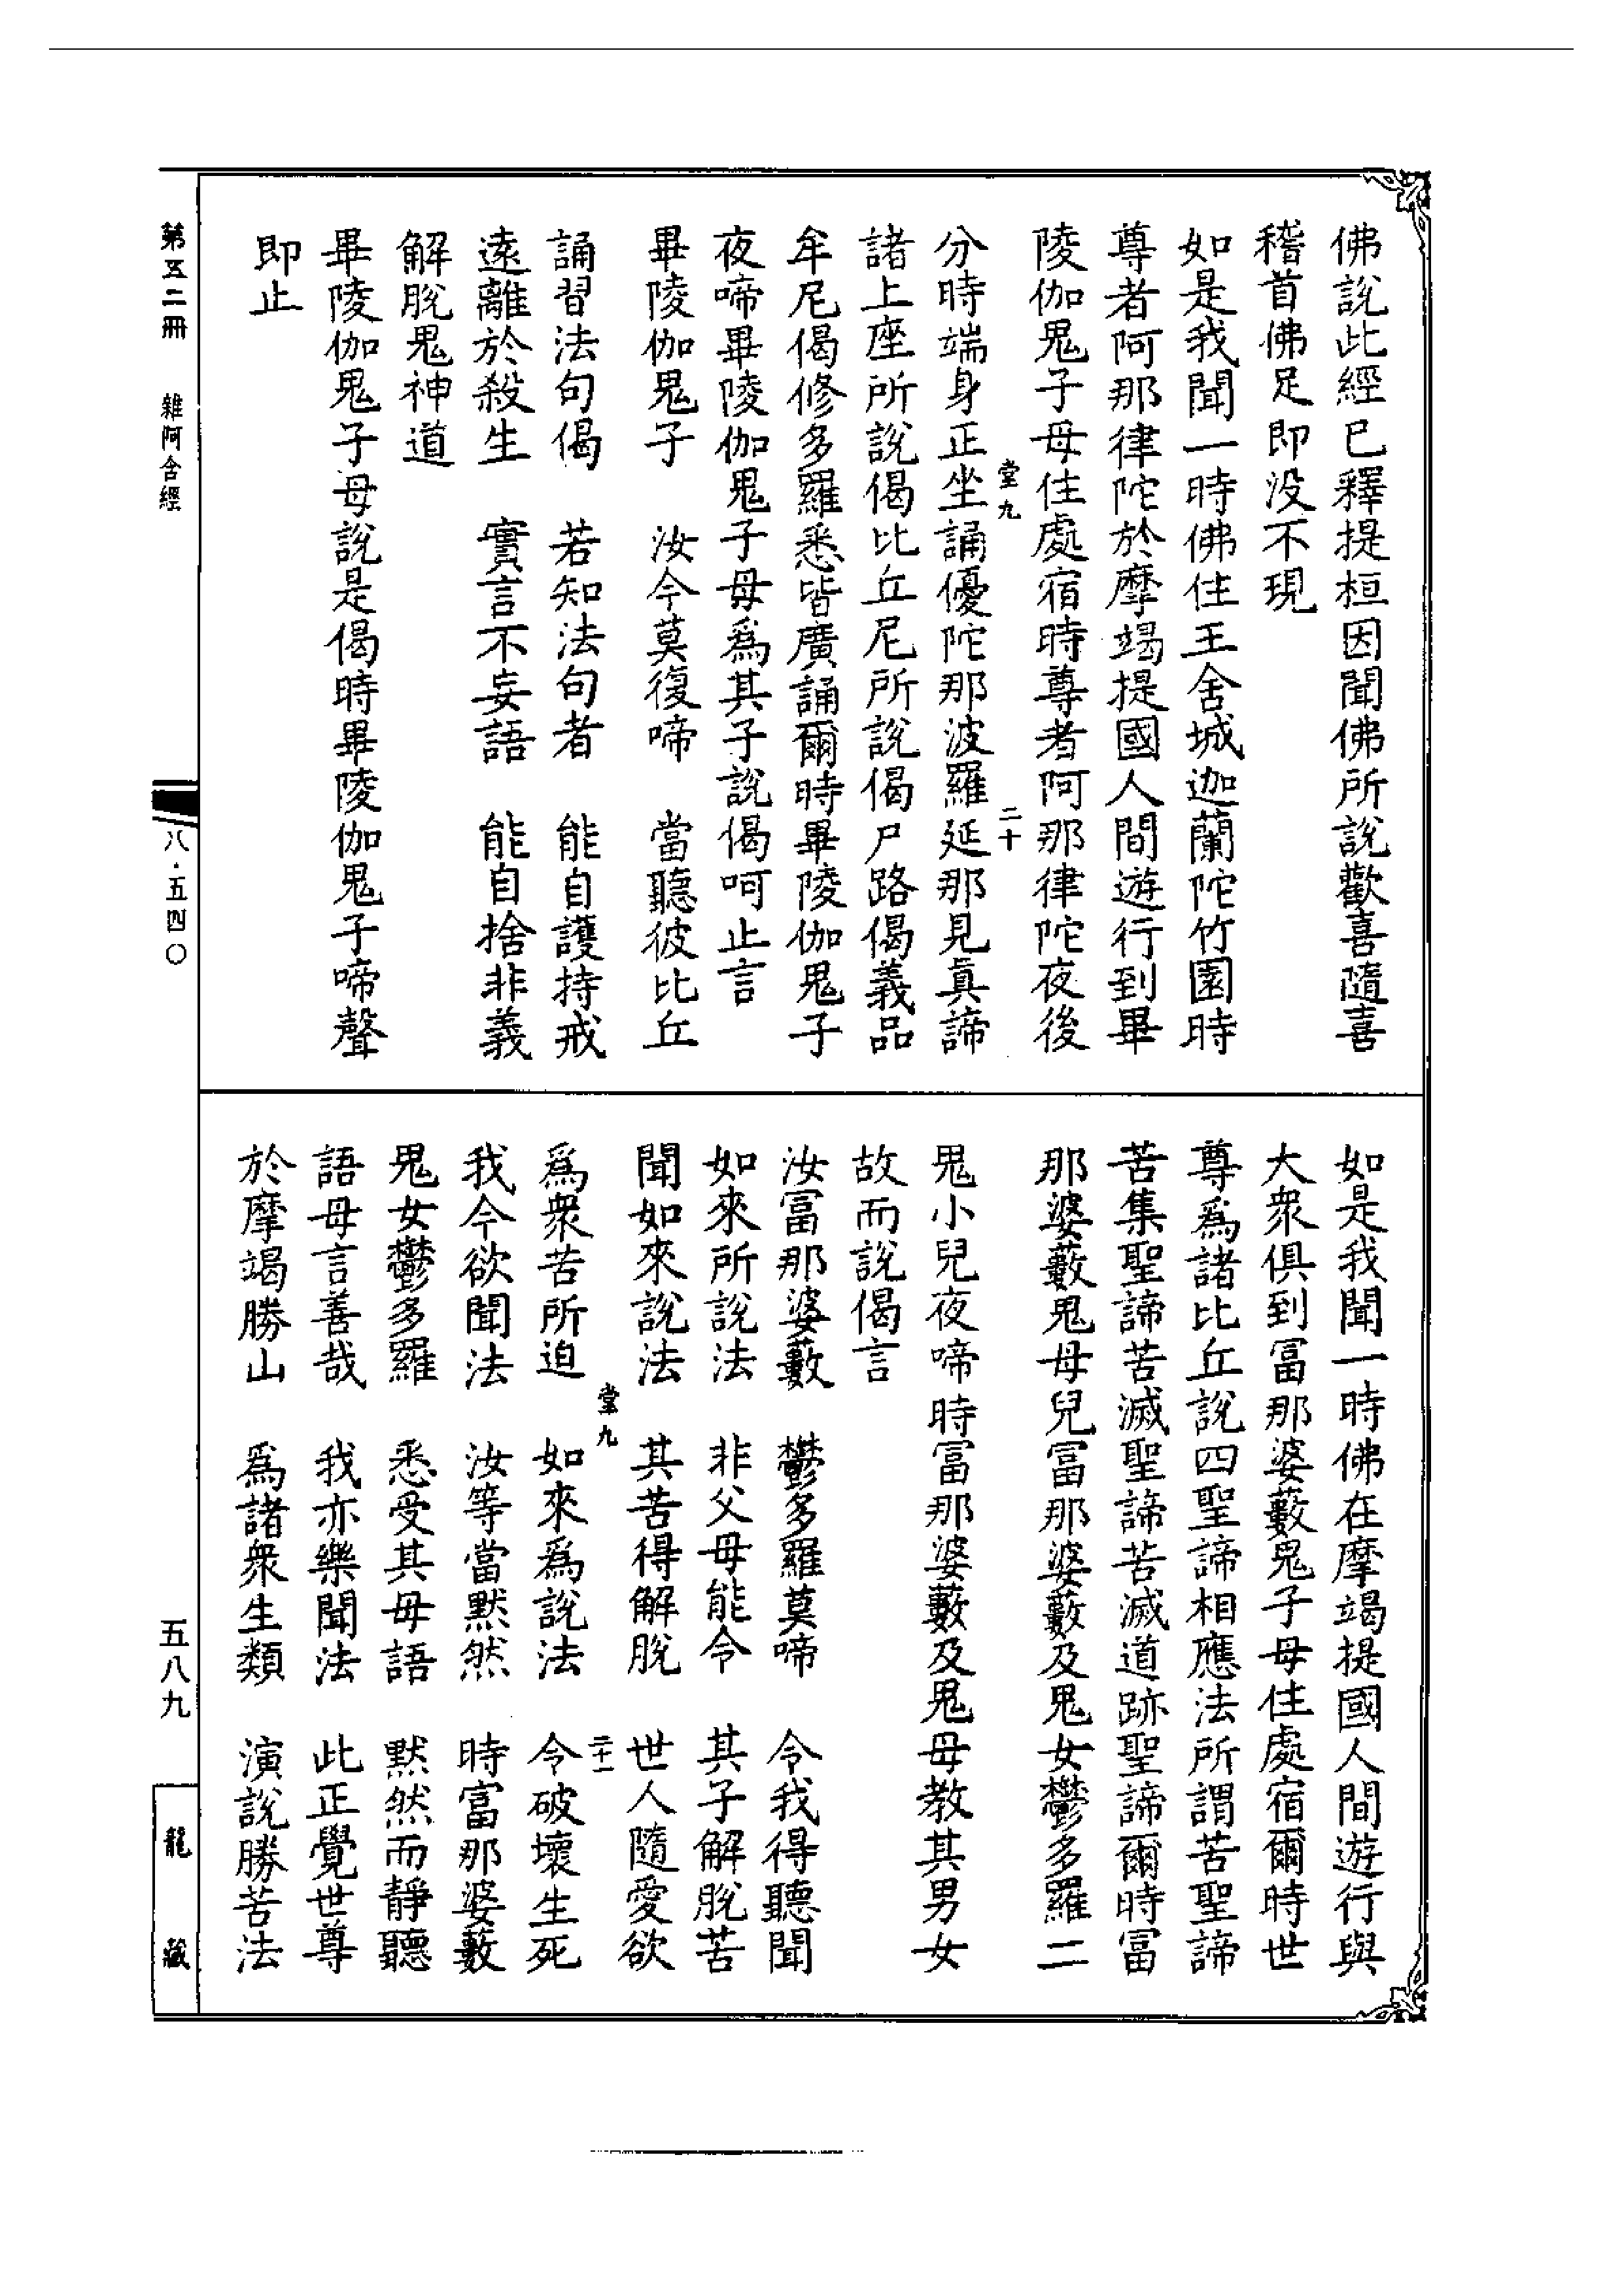 佛說此經已釋提桓因聞佛所說歡喜隨喜
稽首佛足即没不現
如是我聞一時佛住王舍城迦蘭陀竹園時
尊者阿那律陀於摩竭提國人間遊行到畢
陵伽鬼子母住處宿時尊者阿那律陀夜後
堂九 二十
分時端身正坐誦優陀那波羅延那見真諦
諸上座所說偈比丘尼所說偈尸路偈義品
牟尼偈修多羅悉皆廣誦爾時畢陵伽鬼子
夜啼畢陵伽鬼子母爲其子說偈呵止言
畢陵伽鬼子 汝今莫復啼 當聽彼比丘
誦習法句偈 若知法句者 能自護持戒
遠離於殺生 實言不妄語 能自捨非義
解脫鬼神道
畢陵伽鬼子母說是偈時畢陵伽鬼子啼聲
即止
如是我聞一時佛在摩竭提國人間遊行與
大衆俱到冨那婆藪鬼子母住處宿爾時世
尊爲諸比丘說四聖諦相應法所謂苦聖諦
苦集聖諦苦滅聖諦苦滅道跡聖諦爾時冨
那婆藪鬼母兒冨那婆藪及鬼女鬱多羅二
鬼小兒夜啼時冨那婆藪及鬼母教其男女
故而說偈言
汝冨那婆藪 鬱多羅莫啼 令我得聽聞
如來所說法 非父母能令 其子解脫苦
聞如來說法 其苦得解脫 世人隨愛欲
堂九 二十一
爲衆苦所迫 如來爲說法 令破壞生死
我今欲聞法 汝等當默然 時富那婆藪
鬼女鬱多羅 悉受其母語 默然而靜聽
語母言善哉 我亦樂聞法 此正覺世尊
於摩竭勝山 爲諸衆生類 演說勝苦法
第五二冊 雜阿含經
八·五四〇
五八九
龍藏